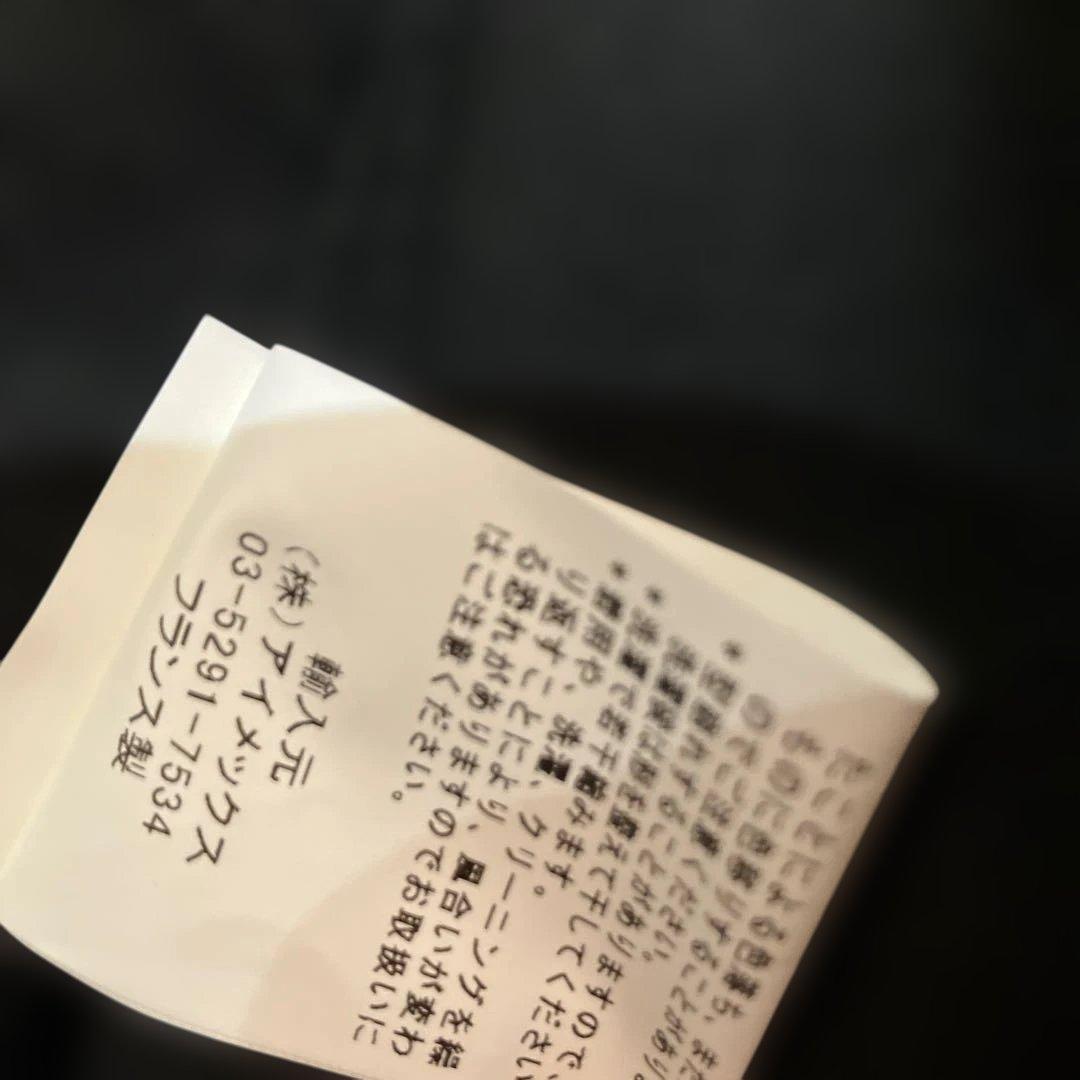 たことによる色落ち、また
ものに色移りすることがあり
のでご注意ください。
＊型崩れすることがありますので、
洗濯後は形を整えて干してください
＊洗濯で若干縮みます。
＊着用や、洗濯、クリーニングを繰
り返すことにより、風合いが変わ
る恐れがありますのでお取扱いに
はご注意ください。
輸入元
(株)アイメックス
03-5291-7534
フランス製